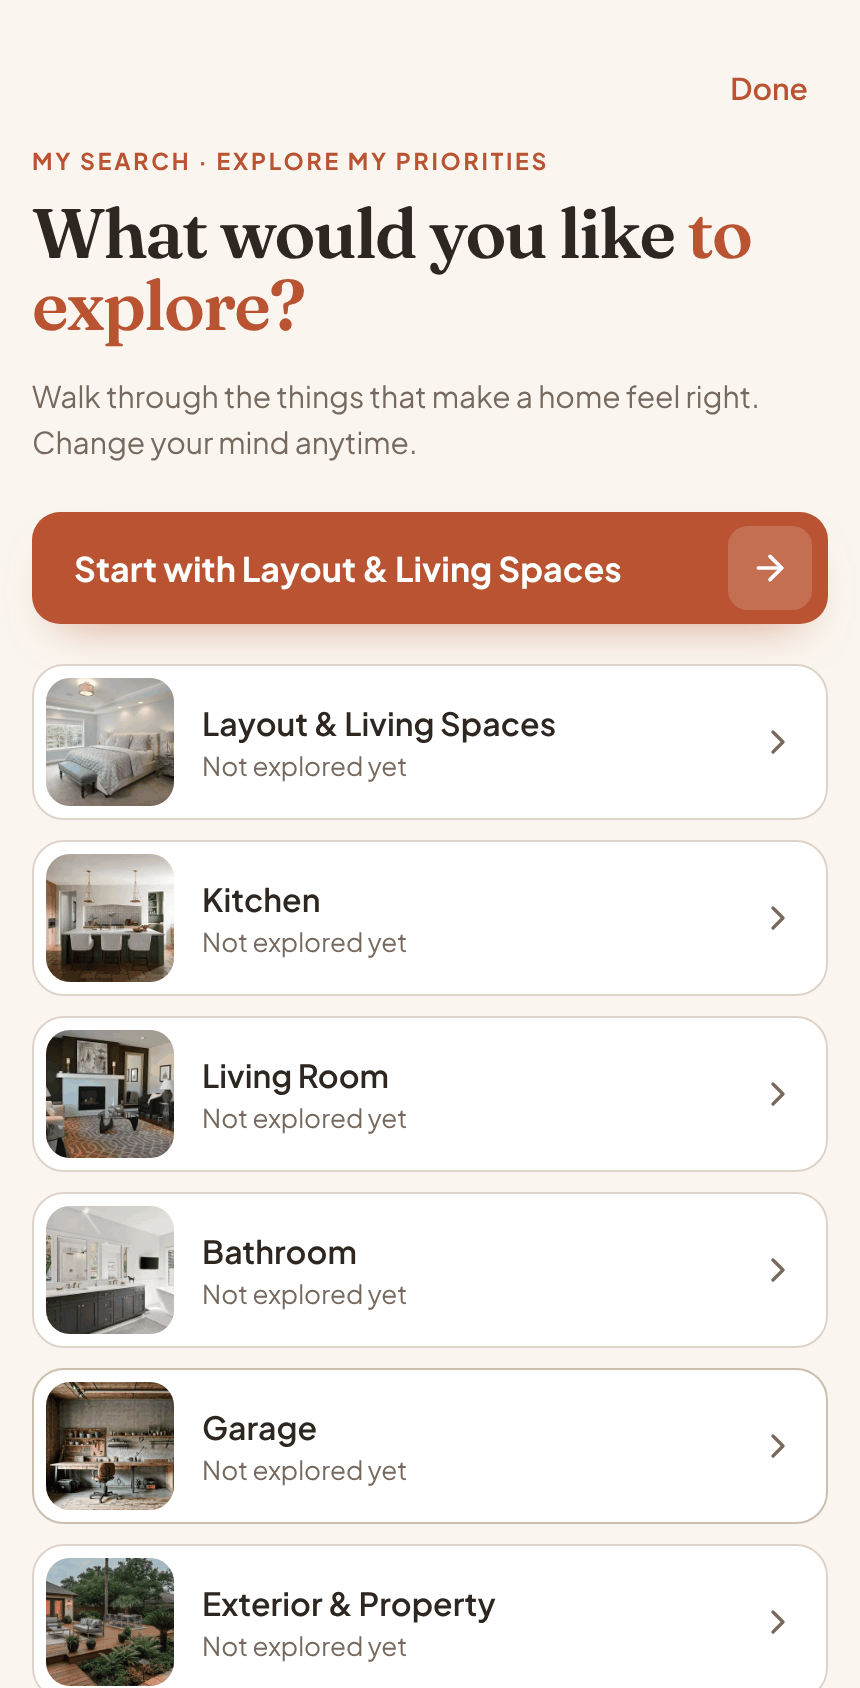 Done
MY SEARCH · EXPLORE MY PRIORITIES
What would you like to
explore?
Walk through the things that make a home feel right.
Change your mind anytime.
Start with Layout & Living Spaces
Layout & Living Spaces
Not explored yet
Kitchen
Not explored yet
Living Room
Not explored yet
Bathroom
Not explored yet
Garage
Not explored yet
Exterior & Property
Not explored yet